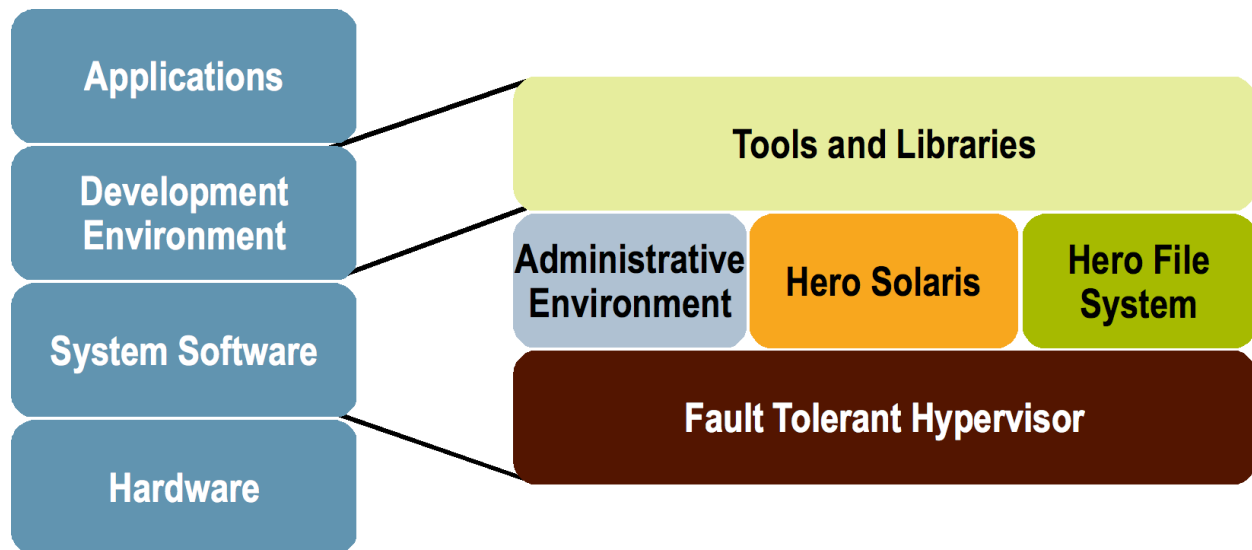 Applications
Development
Environment
System Software
Hardware
Tools and Libraries
Administrative
Environment
Hero Solaris
Hero File
System
Fault Tolerant Hypervisor